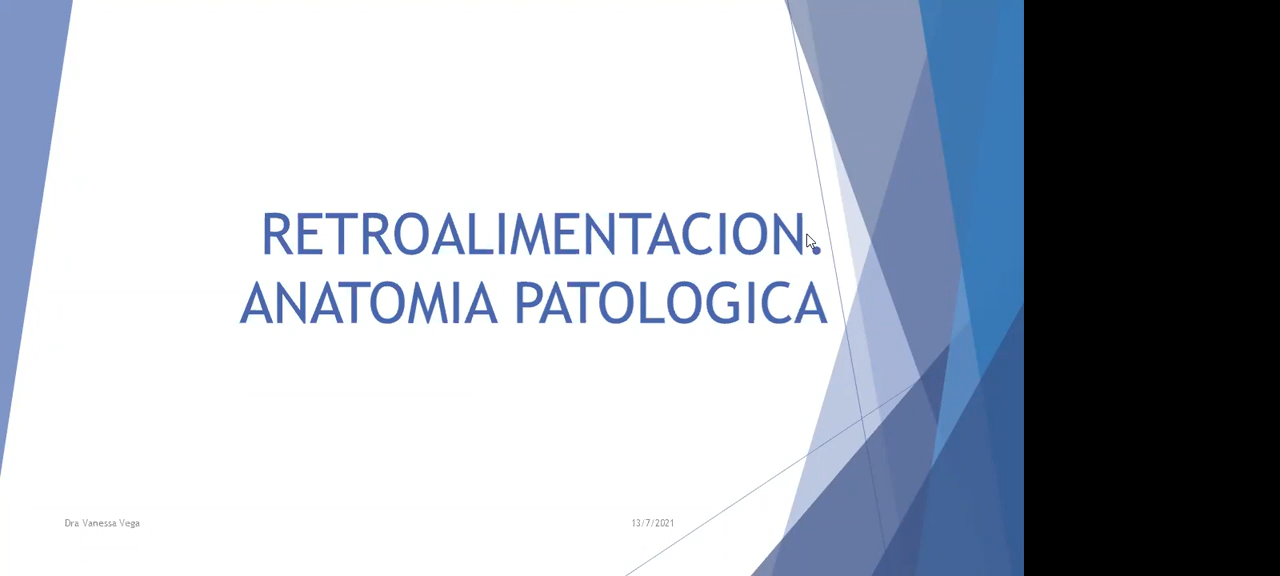 RETROALIMENTACION.
ANATOMIA PATOLOGICA
Dra Vanessa Vega
13/7/2021